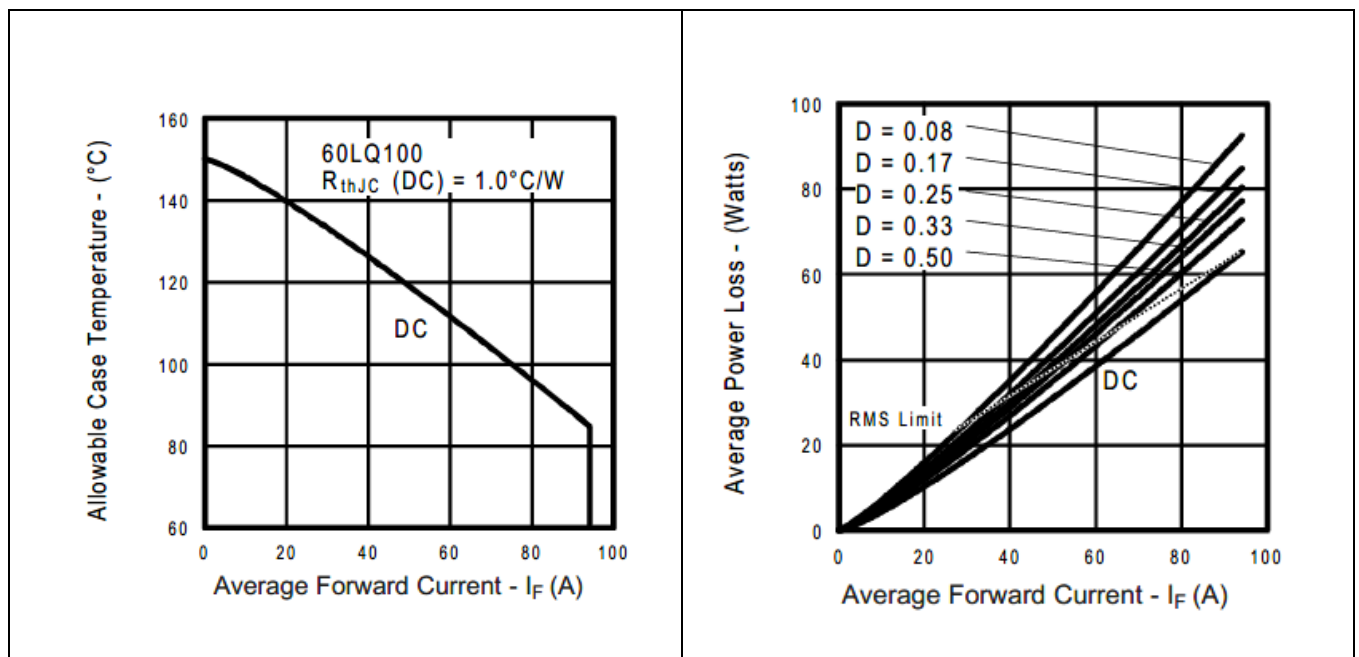 Allowable Case Temperature - (°C)
160
140
120
100
80
60
60LQ100
RthJC (DC) = 1.0°C/W
DC
0 20 40 60 80 100
Average Forward Current - IF (A)
Average Power Loss - (Watts)
100
80
60
40
20
0
D = 0.08
D = 0.17
D = 0.25
D = 0.33
D = 0.50
DC
RMS Limit
0 20 40 60 80 100
Average Forward Current - IF (A)